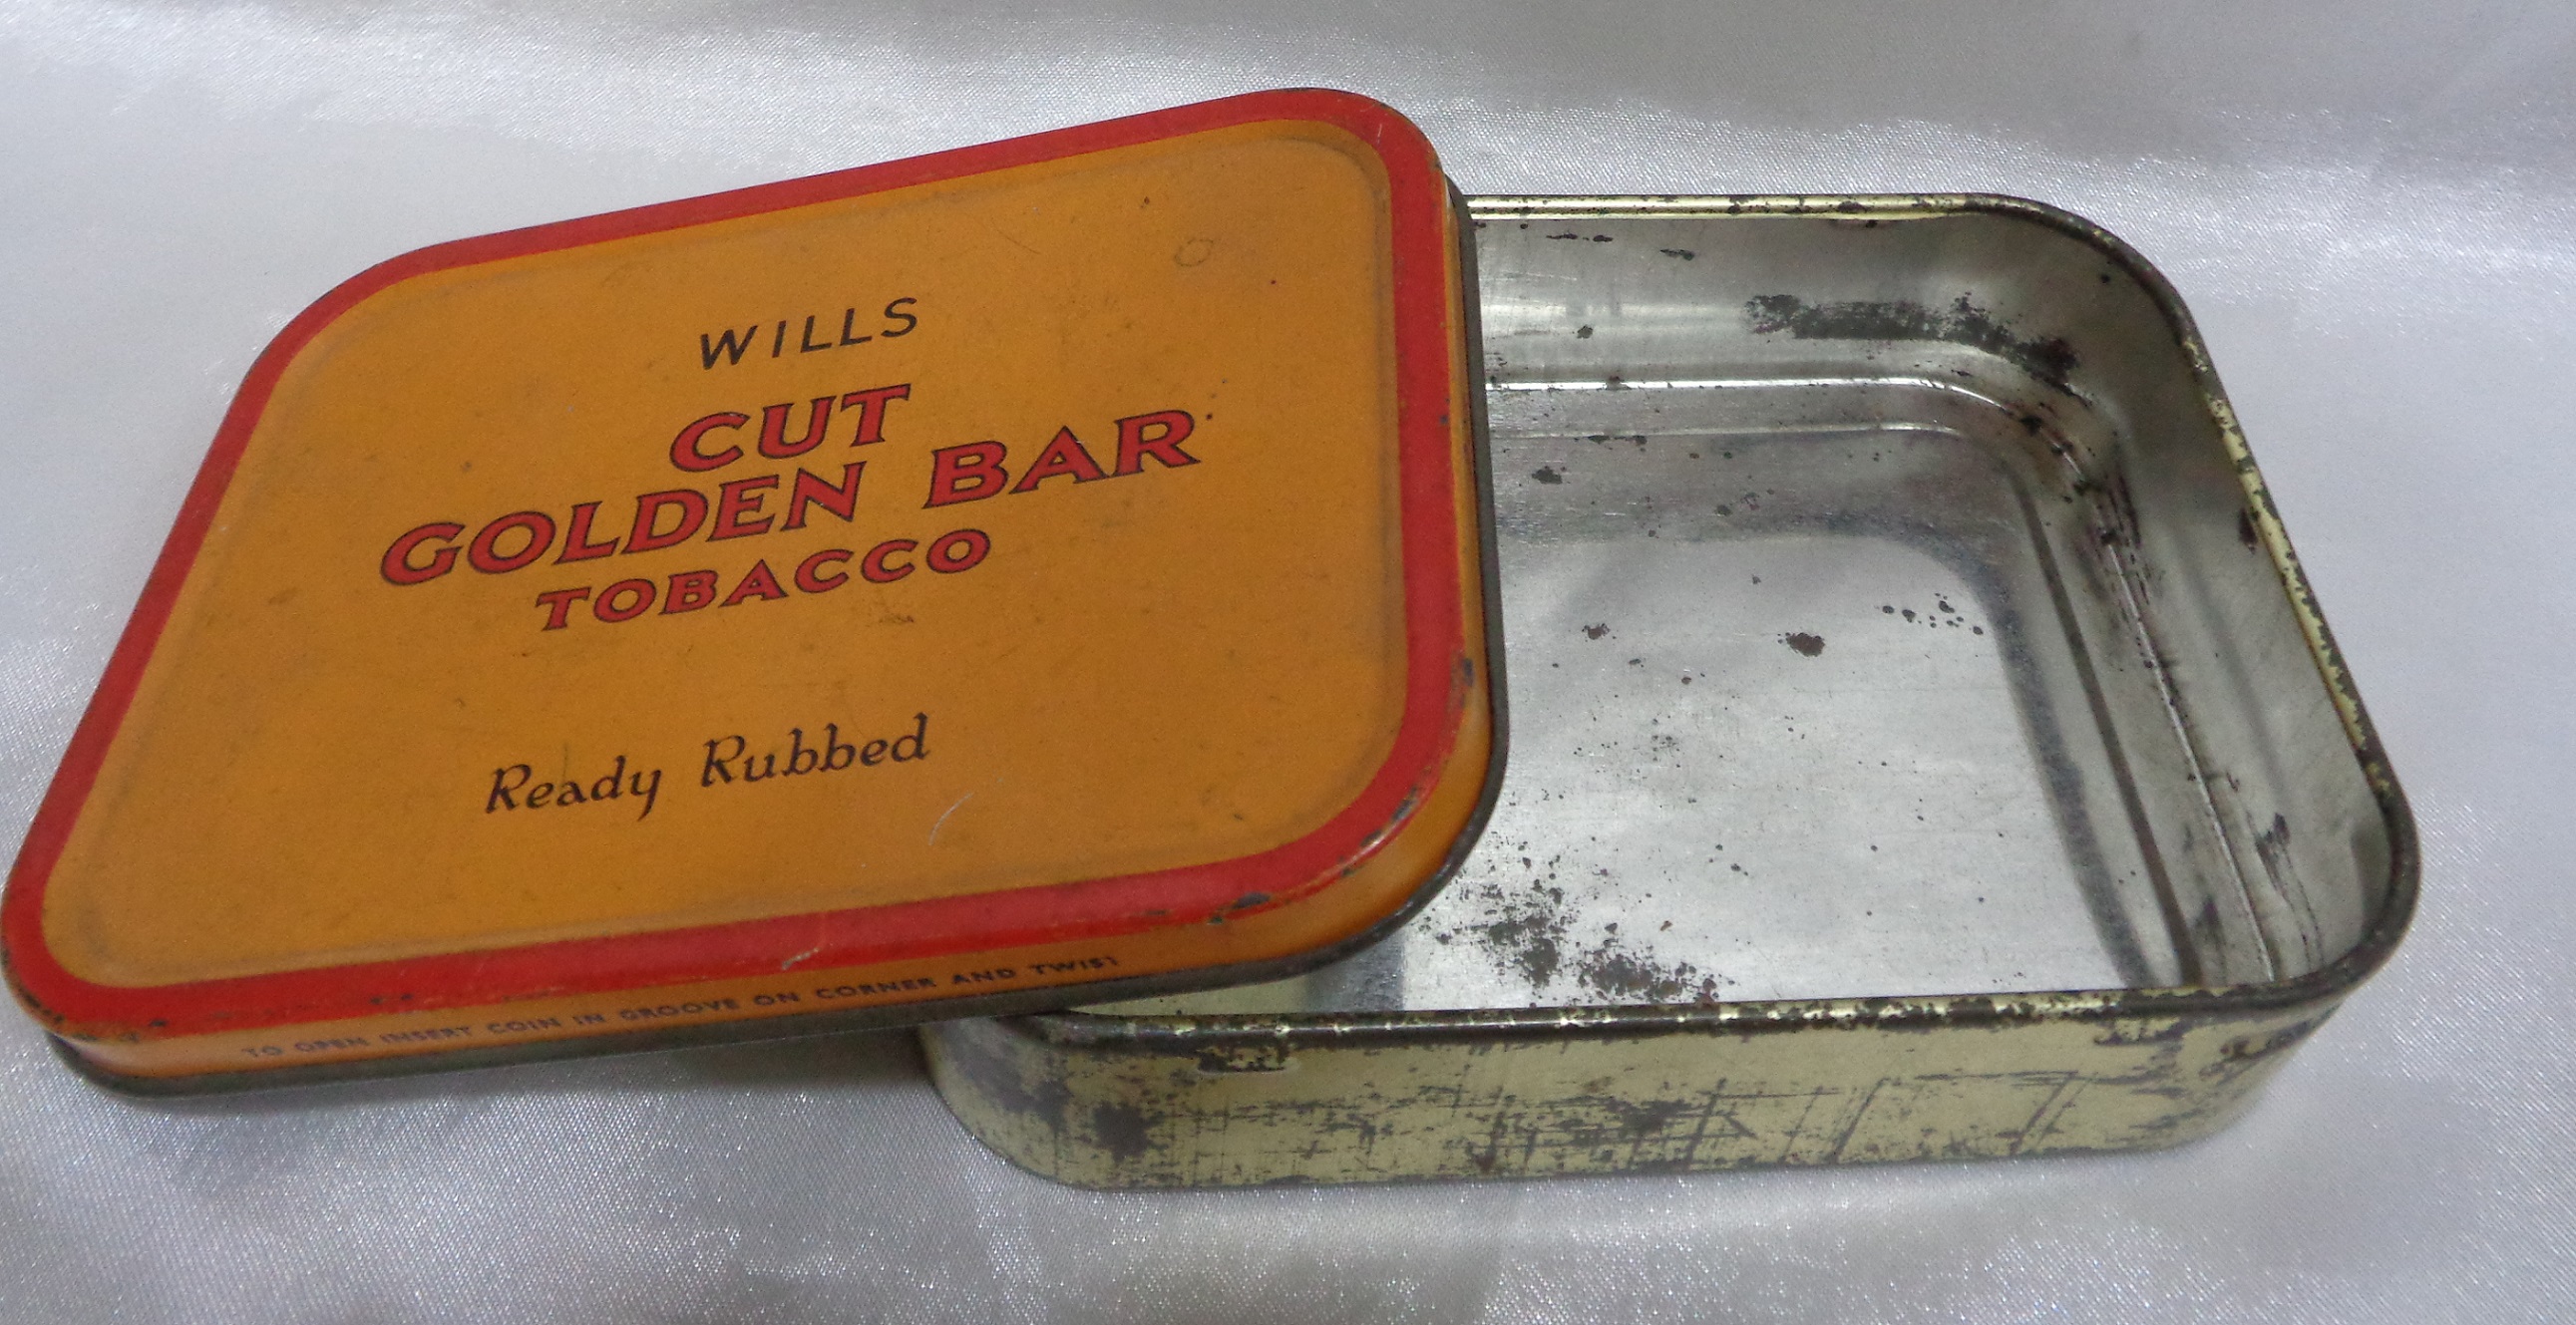 WILLS
CUT
GOLDEN BAR
TOBACCO
Ready Rubbed
TO OPEN INSERT COIN IN GROOVE ON CORNER AND TWIST